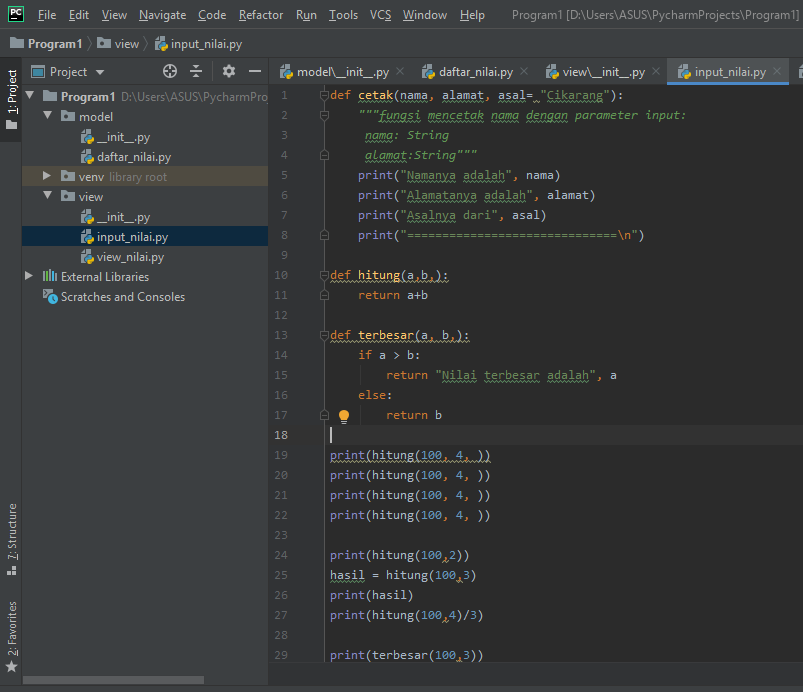 PC File Edit View Navigate Code Refactor Run Tools VCS Window Help Program1 [D:\Users\ASUS\PycharmProjects\Program1]
Program1 view input_nilai.py
1: Project
7: Structure
2: Favorites
Project
Program1 D:\Users\ASUS\PycharmProj
model
__init__.py
daftar_nilai.py
venv library root
view
__init__.py
input_nilai.py
view_nilai.py
External Libraries
Scratches and Consoles
model\__init__.py daftar_nilai.py view\__init__.py input_nilai.py
1 def cetak(nama, alamat, asal= "Cikarang"):
2 """fungsi mencetak nama dengan parameter input:
3 nama: String
4 alamat:String"""
5 print("Namanya adalah", nama)
6 print("Alamatanya adalah", alamat)
7 print("Asalnya dari", asal)
8 print("==============================\n")
9
10 def hitung(a,b,):
11 return a+b
12
13 def terbesar(a, b,):
14 if a > b:
15 return "Nilai terbesar adalah", a
16 else:
17 return b
18
19 print(hitung(100, 4, ))
20 print(hitung(100, 4, ))
21 print(hitung(100, 4, ))
22 print(hitung(100, 4, ))
23
24 print(hitung(100,2))
25 hasil = hitung(100,3)
26 print(hasil)
27 print(hitung(100,4)/3)
28
29 print(terbesar(100,3))